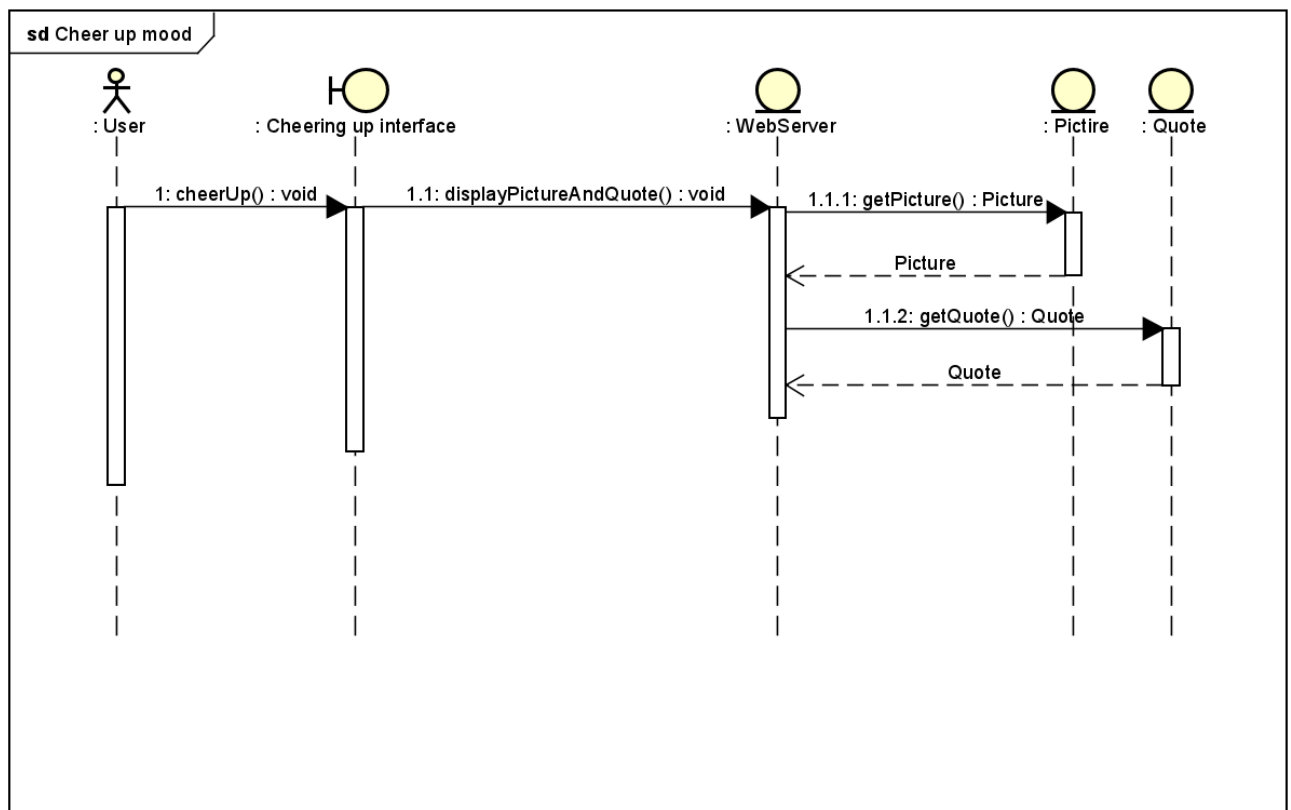 sd Cheer up mood
: User
: Cheering up interface
: WebServer
: Pictire
: Quote
1: cheerUp() : void
1.1: displayPictureAndQuote() : void
1.1.1: getPicture() : Picture
Picture
1.1.2: getQuote() : Quote
Quote